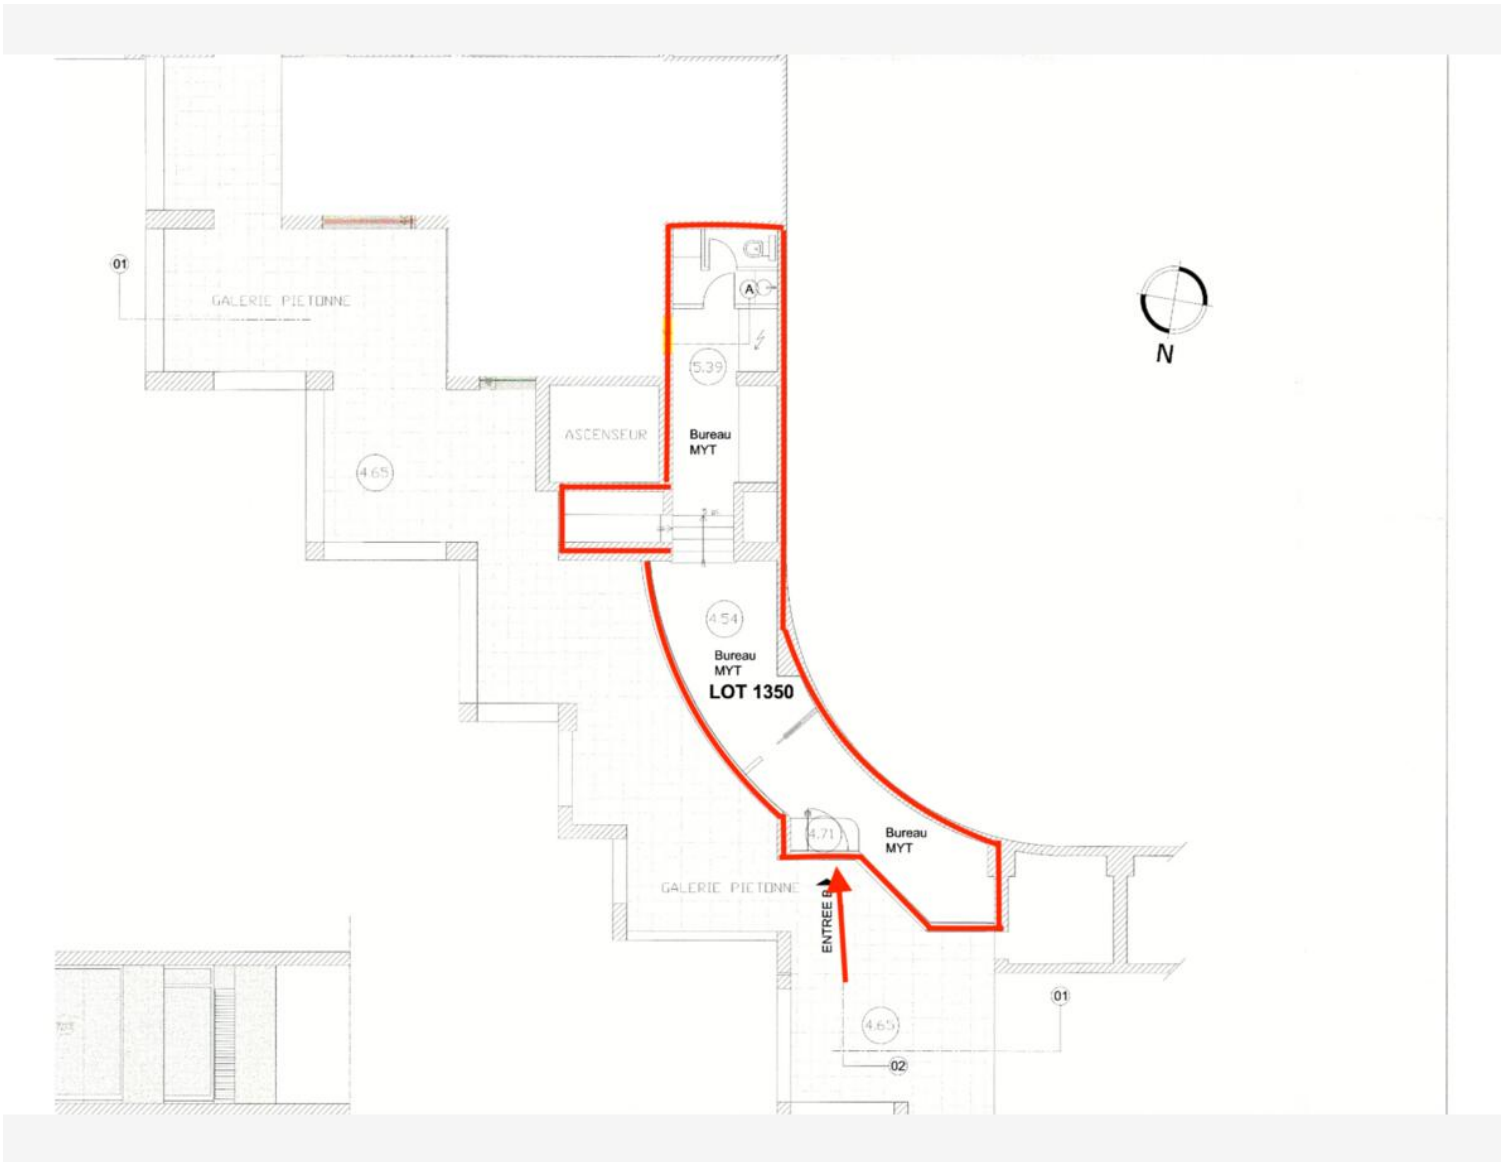 01
GALERIE PIETONNE
A
5.39
N
ASCENSEUR
Bureau
MYT
4.65
4.54
Bureau
MYT
LOT 1350
4.71
Bureau
MYT
GALERIE PIETONNE
ENTREE
01
4.65
02